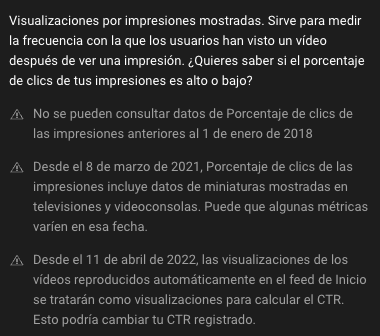 Visualizaciones por impresiones mostradas. Sirve para medir
la frecuencia con la que los usuarios han visto un vídeo
después de ver una impresión. ¿Quieres saber si el porcentaje
de clics de tus impresiones es alto o bajo?
No se pueden consultar datos de Porcentaje de clics de
las impresiones anteriores al 1 de enero de 2018
Desde el 8 de marzo de 2021, Porcentaje de clics de las
impresiones incluye datos de miniaturas mostradas en
televisiones y videoconsolas. Puede que algunas métricas
varíen en esa fecha.
Desde el 11 de abril de 2022, las visualizaciones de los
vídeos reproducidos automáticamente en el feed de Inicio
se tratarán como visualizaciones para calcular el CTR.
Esto podría cambiar tu CTR registrado.